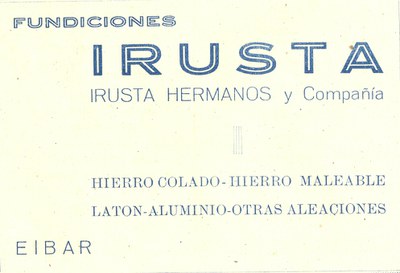 FUNDICIONES
IRUSTA
IRUSTA HERMANOS y Compañía
HIERRO COLADO-HIERRO MALEABLE
LATON-ALUMINIO-OTRAS ALEACIONES
EIBAR